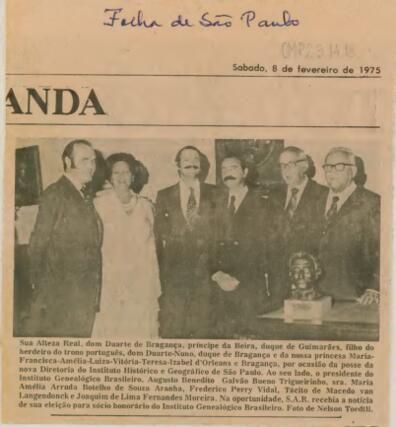 Folha de São Paulo
CMP2.3.14.18
Sabado, 8 de fevereiro de 1975
ANDA
Sua Alteza Real, dom Duarte de Bragança, príncipe da Beira, duque de Guimarães, filho do
herdeiro do trono português, dom Duarte-Nuno, duque de Bragança e da nossa princesa Maria-
Francisca-Amélia-Luiza-Vitória-Teresa-Izabel d'Orleans e Bragança, por ocasião da posse da
nova Diretoria do Instituto Histórico e Geográfico de São Paulo. Ao seu lado, o presidente do
Instituto Genealógico Brasileiro, Augusto Benedito Galvão Bueno Trigueirinho, sra. Maria
Amélia Arruda Botelho de Souza Aranha, Frederico Perry Vidal, Tácito de Macedo van
Langendonck e Joaquim de Lima Fernandes Moreira. Na oportunidade, S.A.R. recebia a notícia
de sua eleição para sócio honorário do Instituto Genealógico Brasileiro. Foto de Nelson